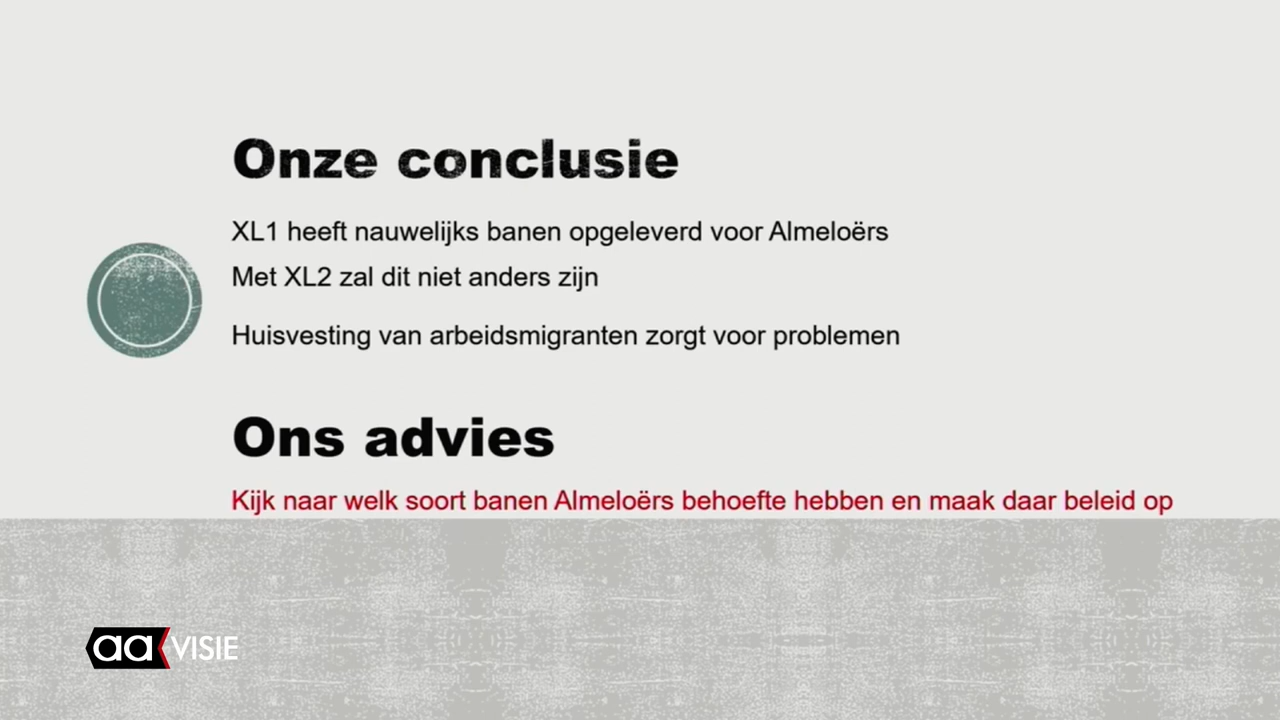 Onze conclusie
XL1 heeft nauwelijks banen opgeleverd voor Almeloërs
Met XL2 zal dit niet anders zijn
Huisvesting van arbeidsmigranten zorgt voor problemen
Ons advies
Kijk naar welk soort banen Almeloërs behoefte hebben en maak daar beleid op
aa VISIE